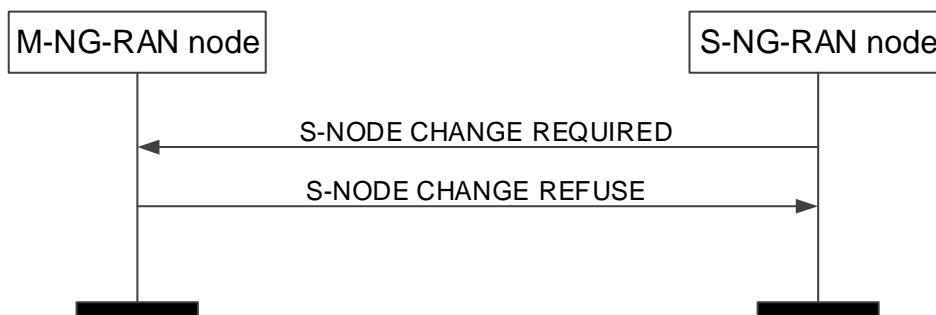 M-NG-RAN node
S-NG-RAN node
S-NODE CHANGE REQUIRED
S-NODE CHANGE REFUSE